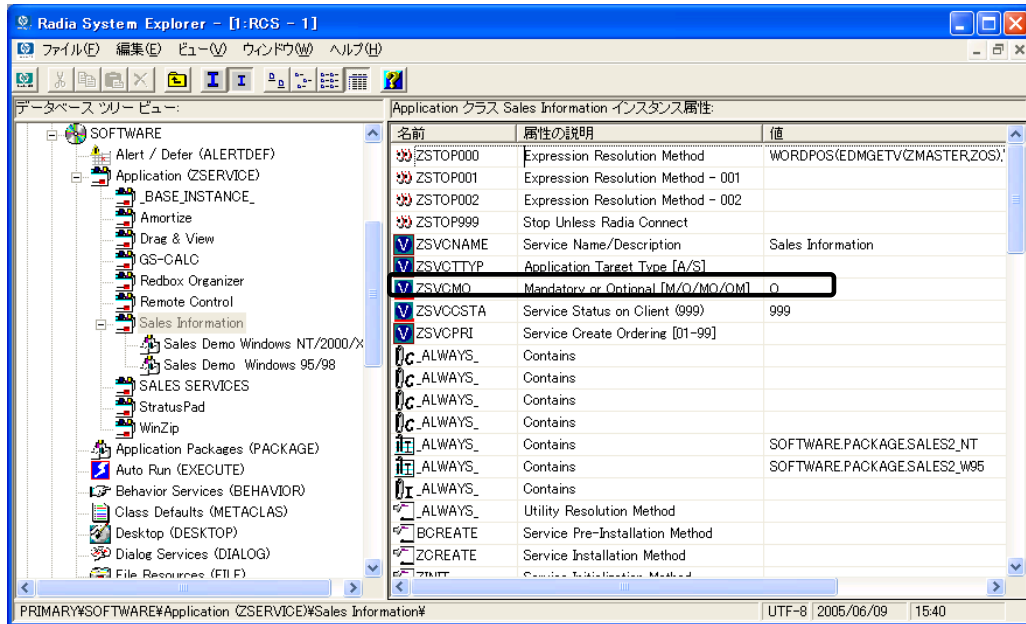 Radia System Explorer - [1:RCS - 1]
ファイル(F) 編集(E) ビュー(V) ウィンドウ(W) ヘルプ(H)
データベース ツリー ビュー:
SOFTWARE
Alert / Defer (ALERTDEF)
Application (ZSERVICE)
_BASE_INSTANCE_
Amortize
Drag & View
GS-CALC
Redbox Organizer
Remote Control
Sales Information
Sales Demo Windows NT/2000/X
Sales Demo Windows 95/98
SALES SERVICES
StratusPad
WinZip
Application Packages (PACKAGE)
Auto Run (EXECUTE)
Behavior Services (BEHAVIOR)
Class Defaults (METACLAS)
Desktop (DESKTOP)
Dialog Services (DIALOG)
File Resources (FILE)
Application クラス Sales Information インスタンス属性:
名前 属性の説明 値
ZSTOP000 Expression Resolution Method WORDPOS(EDMGETV(ZMASTER,ZOS),'
ZSTOP001 Expression Resolution Method - 001
ZSTOP002 Expression Resolution Method - 002
ZSTOP999 Stop Unless Radia Connect
V ZSVCNAME Service Name/Description Sales Information
V ZSVCTTYP Application Target Type [A/S]
V ZSVCMO Mandatory or Optional [M/O/MO/OM] O
V ZSVCCSTA Service Status on Client (999) 999
V ZSVCPRI Service Create Ordering [01-99]
C _ALWAYS_ Contains
C _ALWAYS_ Contains
C _ALWAYS_ Contains
C _ALWAYS_ Contains
I _ALWAYS_ Contains SOFTWARE.PACKAGE.SALES2_NT
I _ALWAYS_ Contains SOFTWARE.PACKAGE.SALES2_W95
I _ALWAYS_ Contains
_ALWAYS_ Utility Resolution Method
BCREATE Service Pre-Installation Method
ZCREATE Service Installation Method
ZINIT Service Initialization Method
PRIMARY¥SOFTWARE¥Application (ZSERVICE)¥Sales Information¥ UTF-8 2005/06/09 15:40